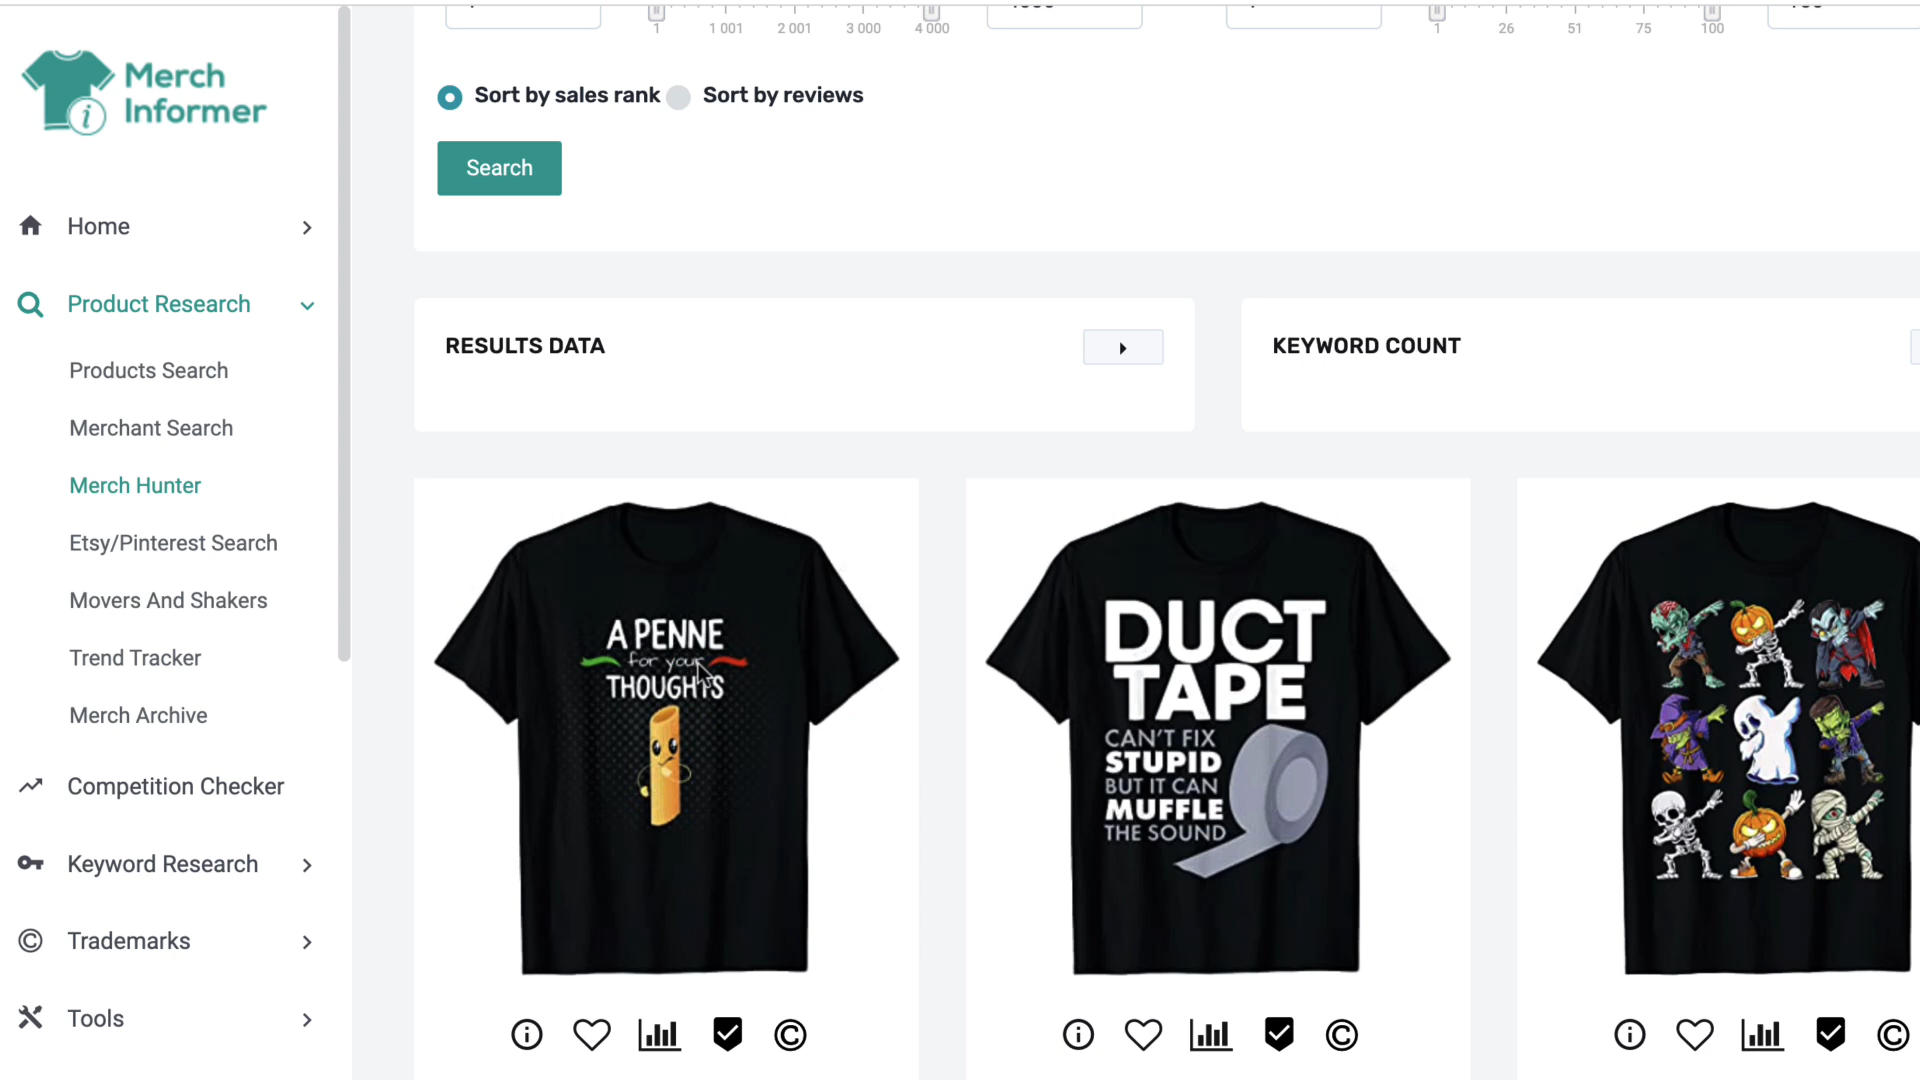 1 1 001 2 001 3 000 4 000 1 26 51 75 100
Sort by sales rank Sort by reviews
Search
Merch
Informer
Home
Product Research
Products Search
Merchant Search
Merch Hunter
Etsy/Pinterest Search
Movers And Shakers
Trend Tracker
Merch Archive
Competition Checker
Keyword Research
Trademarks
Tools
RESULTS DATA
KEYWORD COUNT
A PENNE
for your
THOUGHTS
DUCT
TAPE
CAN'T FIX
STUPID
BUT IT CAN
MUFFLE
THE SOUND